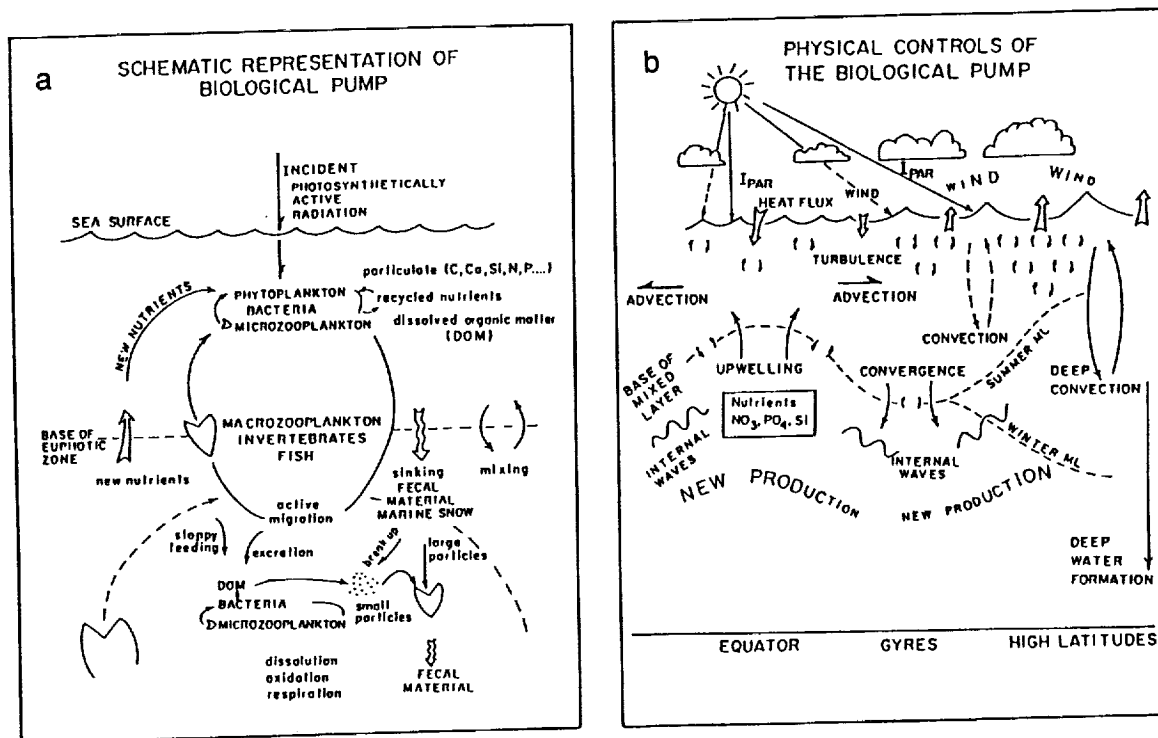 a
SCHEMATIC REPRESENTATION OF
BIOLOGICAL PUMP
INCIDENT
PHOTOSYNTHETICALLY
ACTIVE
RADIATION
SEA SURFACE
particulate (C,Ca,Si,N,P....)
PHYTOPLANKTON
BACTERIA
MICROZOOPLANKTON
recycled nutrients
dissolved organic matter
(DOM)
NEW NUTRIENTS
MACROZOOPLANKTON
INVERTEBRATES
FISH
BASE OF
EUPHOTIC
ZONE
new nutrients
sinking
FECAL
MATERIAL
MARINE SNOW
mixing
active
migration
sloppy
feeding
excretion
break up
large
particles
DOM
BACTERIA
MICROZOOPLANKTON
small
particles
dissolution
oxidation
respiration
FECAL
MATERIAL
b
PHYSICAL CONTROLS OF
THE BIOLOGICAL PUMP
IPAR
HEAT FLUX
WIND
IPAR
WIND
WIND
TURBULENCE
ADVECTION
ADVECTION
CONVECTION
BASE OF
MIXED
LAYER
UPWELLING
CONVERGENCE
SUMMER ML
DEEP
CONVECTION
Nutrients
NO3, PO4, SI
INTERNAL
WAVES
INTERNAL
WAVES
WINTER ML
NEW PRODUCTION
NEW PRODUCTION
DEEP
WATER
FORMATION
EQUATOR
GYRES
HIGH LATITUDES